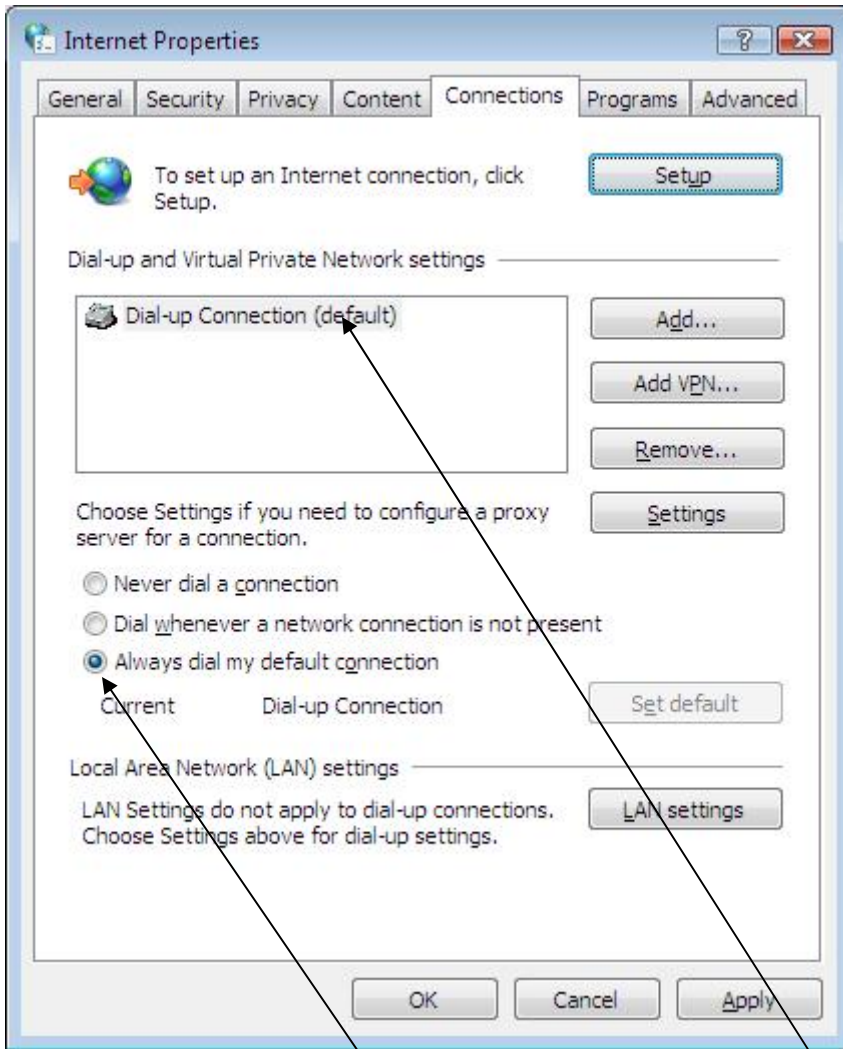 Internet Properties
General Security Privacy Content Connections Programs Advanced
To set up an Internet connection, click
Setup.
Setup
Dial-up and Virtual Private Network settings
Dial-up Connection (default)
Add...
Add VPN...
Remove...
Choose Settings if you need to configure a proxy
server for a connection.
Settings
Never dial a connection
Dial whenever a network connection is not present
Always dial my default connection
Current Dial-up Connection Set default
Local Area Network (LAN) settings
LAN Settings do not apply to dial-up connections.
Choose Settings above for dial-up settings.
LAN settings
OK Cancel Apply